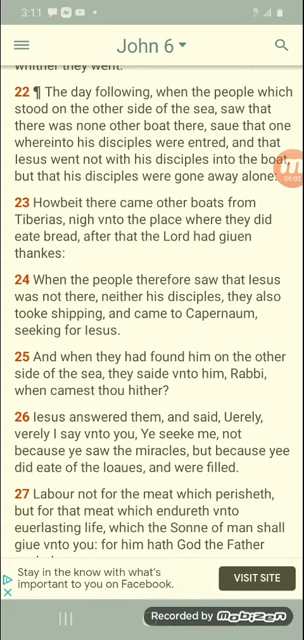 3:11
John 6
whither they went.
22 ¶ The day following, when the people which
stood on the other side of the sea, saw that
there was none other boat there, saue that one
whereinto his disciples were entred, and that
Iesus went not with his disciples into the boat,
but that his disciples were gone away alone:
09:07
23 Howbeit there came other boats from
Tiberias, nigh vnto the place where they did
eate bread, after that the Lord had giuen
thankes:
24 When the people therefore saw that Iesus
was not there, neither his disciples, they also
tooke shipping, and came to Capernaum,
seeking for Iesus.
25 And when they had found him on the other
side of the sea, they saide vnto him, Rabbi,
when camest thou hither?
26 Iesus answered them, and said, Uerely,
verely I say vnto you, Ye seeke me, not
because ye saw the miracles, but because yee
did eate of the loaues, and were filled.
27 Labour not for the meat which perisheth,
but for that meat which endureth vnto
euerlasting life, which the Sonne of man shall
giue vnto you: for him hath God the Father
Stay in the know with what's
important to you on Facebook.
VISIT SITE
Recorded by mobizen